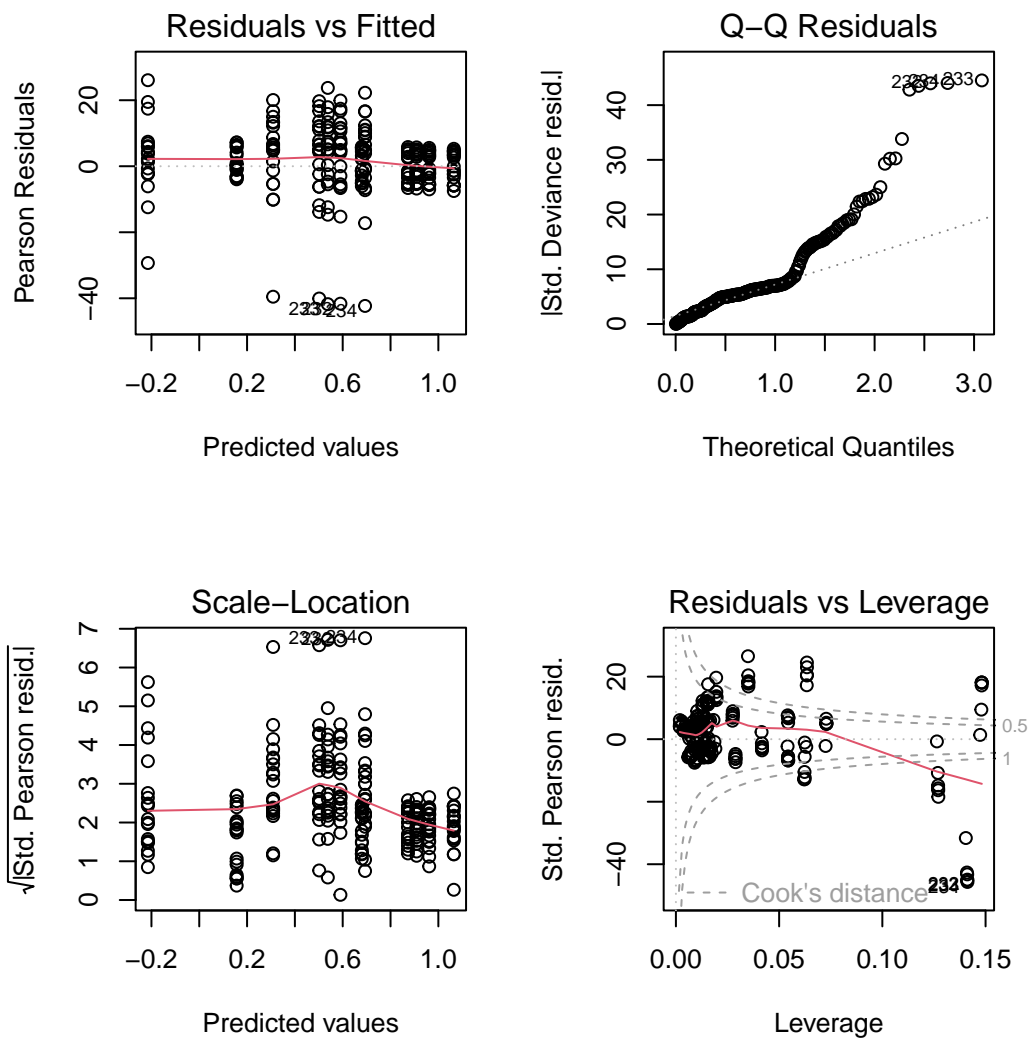 Residuals vs Fitted
Pearson Residuals
20
0
−40
−0.2 0.2 0.6 1.0
Predicted values
234
Q−Q Residuals
|Std. Deviance resid.|
40
30
20
10
0
0.0 1.0 2.0 3.0
Theoretical Quantiles
232
234
233
Scale−Location
√|Std. Pearson resid.|
7
6
5
4
3
2
1
0
−0.2 0.2 0.6 1.0
Predicted values
234
Residuals vs Leverage
Std. Pearson resid.
20
0
−40
0.00 0.05 0.10 0.15
Leverage
0.5
1
Cook's distance